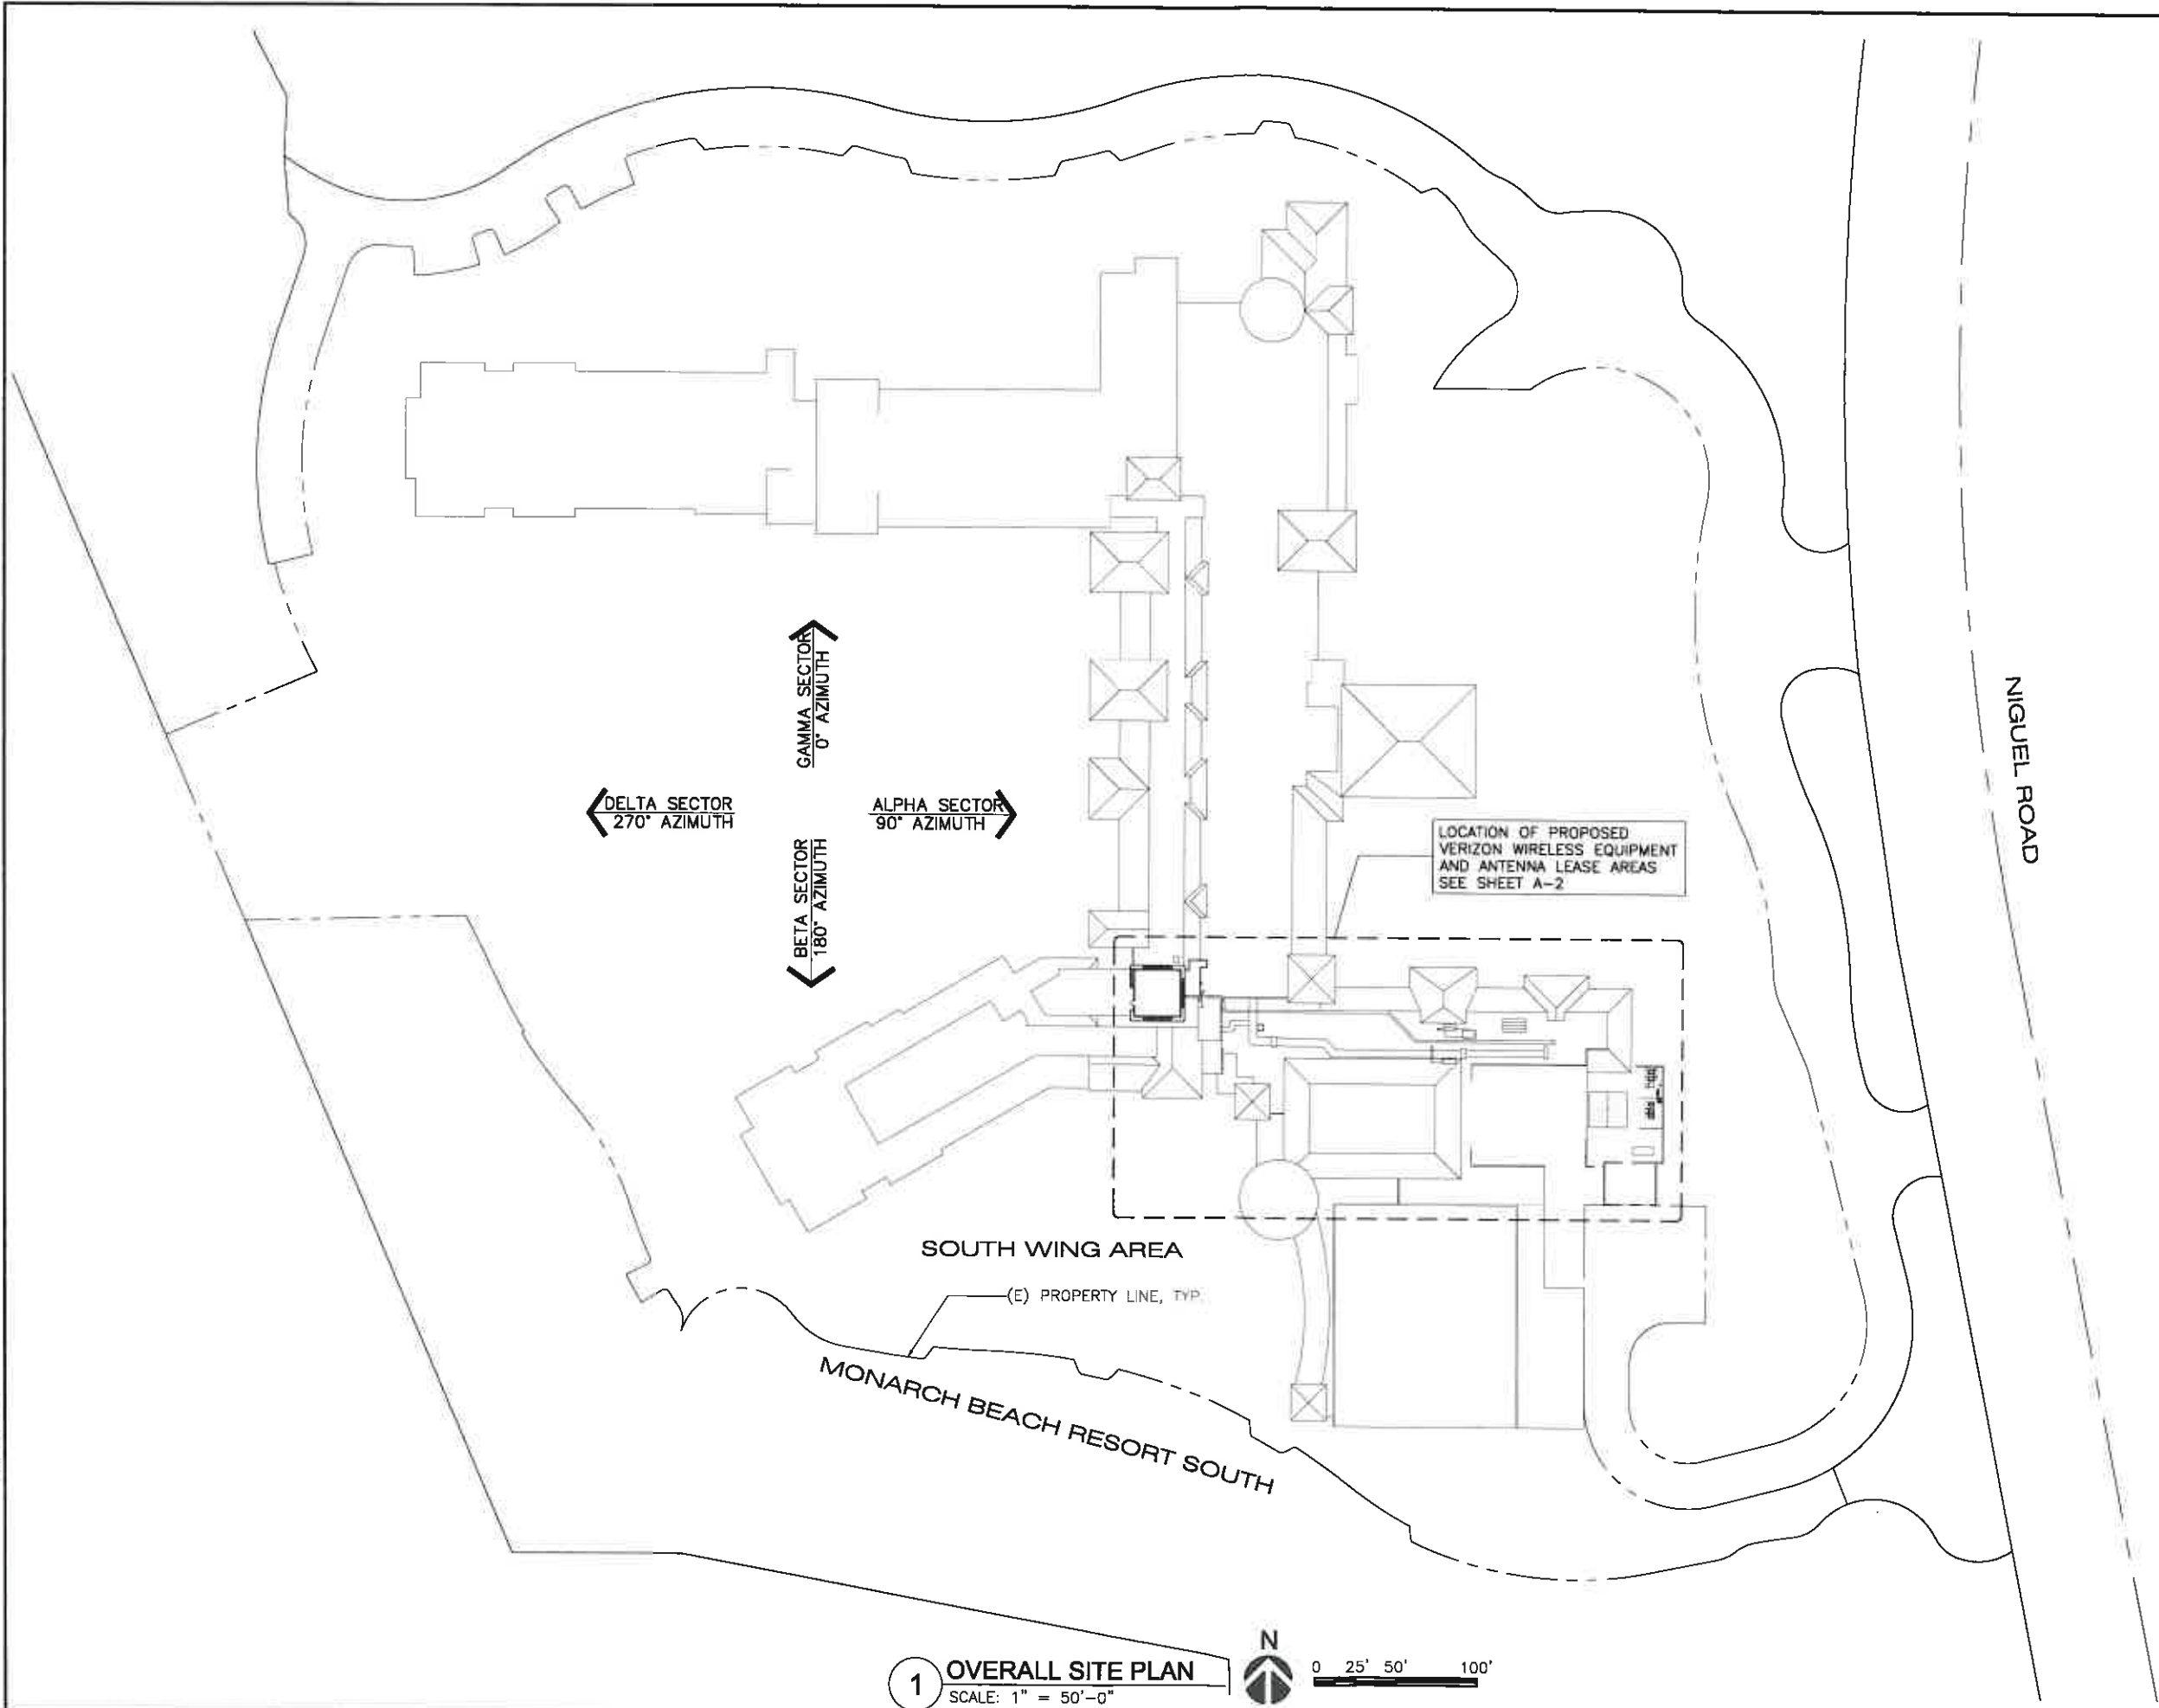 GAMMA SECTOR
0° AZIMUTH
DELTA SECTOR
270° AZIMUTH
ALPHA SECTOR
90° AZIMUTH
BETA SECTOR
180° AZIMUTH
NIGUEL ROAD
LOCATION OF PROPOSED
VERIZON WIRELESS EQUIPMENT
AND ANTENNA LEASE AREAS
SEE SHEET A-2
SOUTH WING AREA
(E) PROPERTY LINE, TYP.
MONARCH BEACH RESORT SOUTH
1 OVERALL SITE PLAN
SCALE: 1" = 50'-0"
N
0 25' 50' 100'